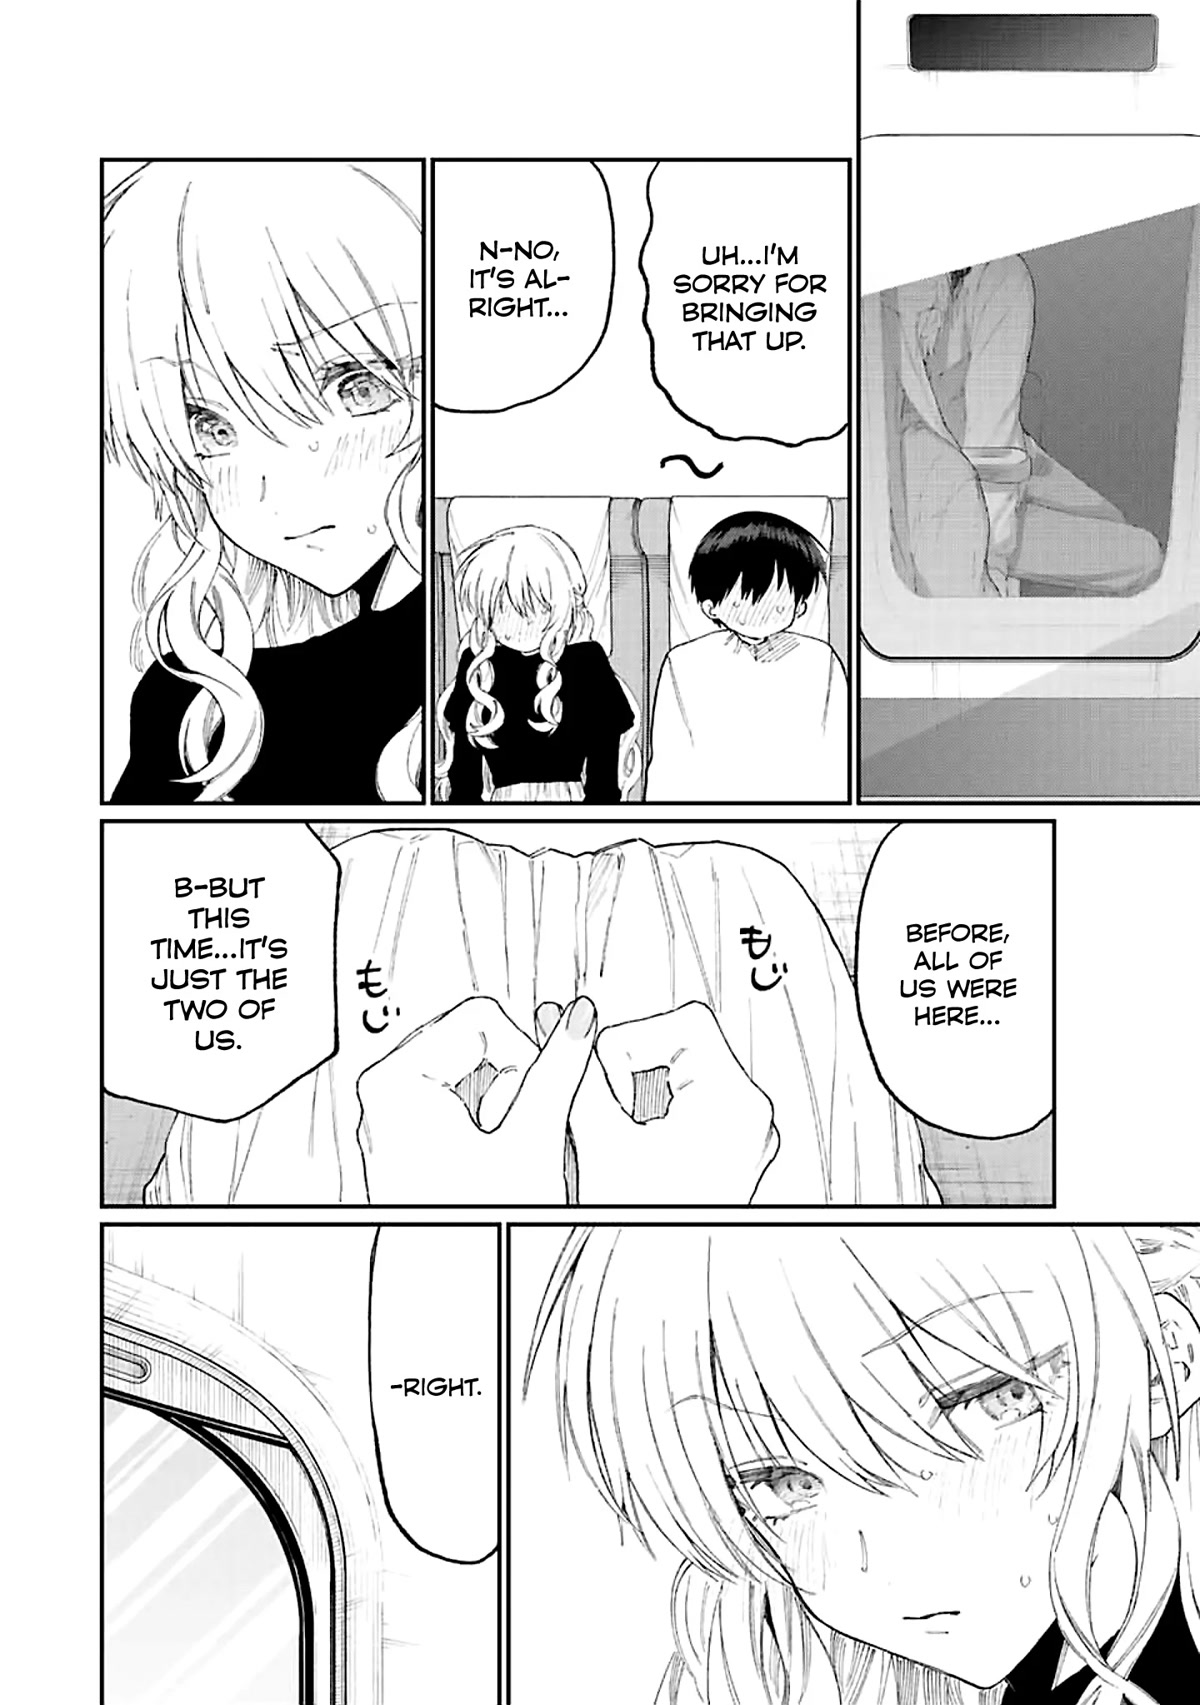 UH...I'M
SORRY FOR
BRINGING
THAT UP.
N-NO,
IT'S AL-
RIGHT...
BEFORE,
ALL OF
US WERE
HERE...
もじ
もじ
B-BUT
THIS
TIME...IT'S
JUST THE
TWO OF
US.
-RIGHT.